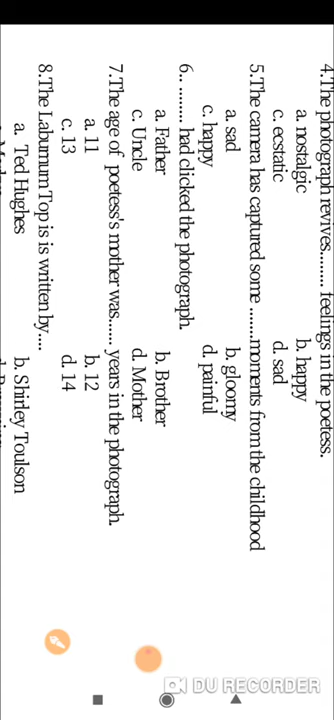 4.The photograph revives......... feelings in the poetess.
a. nostalgic b. happy
c. ecstatic d. sad
5.The camera has captured some .........moments from the childhood
a. sad b. gloomy
c. happy d. painful
6.. ......... had clicked the photograph.
a. Father b. Brother
c. Uncle d. Mother
7.The age of poetess's mother was...... years in the photograph.
a. 11 b. 12
c. 13 d. 14
8.The Laburnum Top is is written by....
a. Ted Hughes b. Shirley Toulson
DU RECORDER